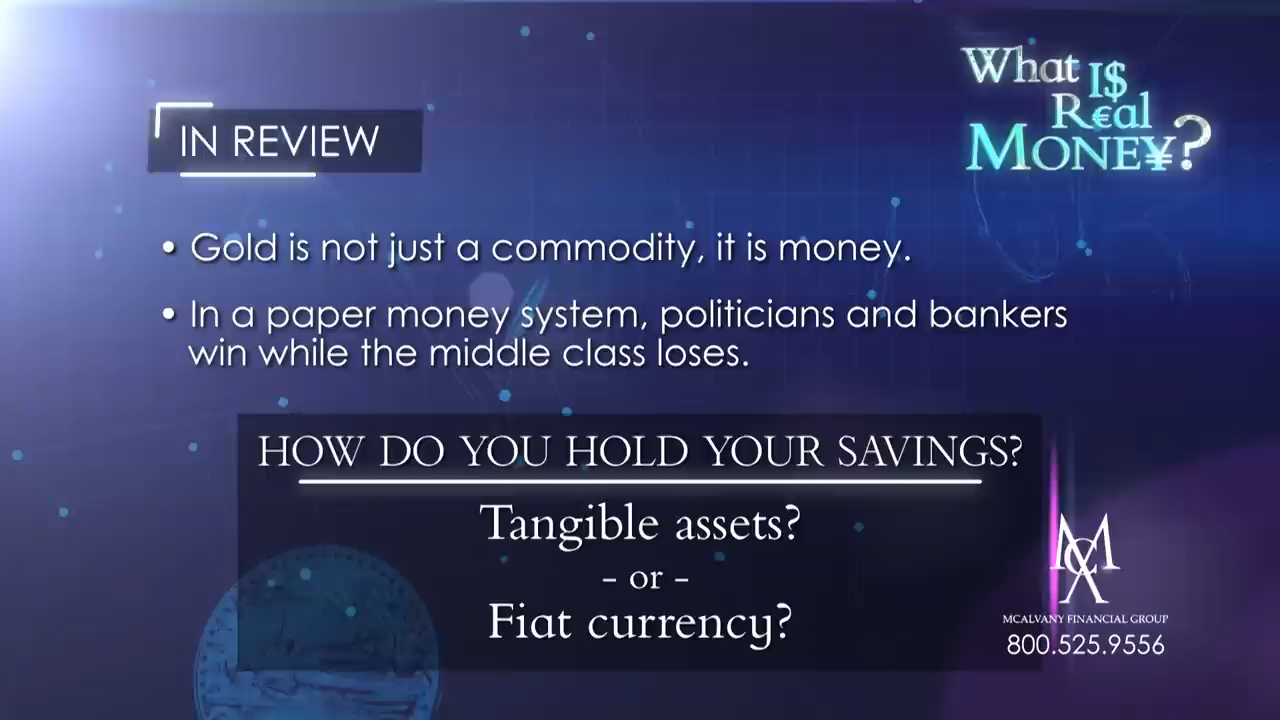 What I$
R€al
MON€¥?
IN REVIEW
• Gold is not just a commodity, it is money.
• In a paper money system, politicians and bankers
win while the middle class loses.
HOW DO YOU HOLD YOUR SAVINGS?
Tangible assets?
- or -
Fiat currency?
MCALVANY FINANCIAL GROUP
800.525.9556